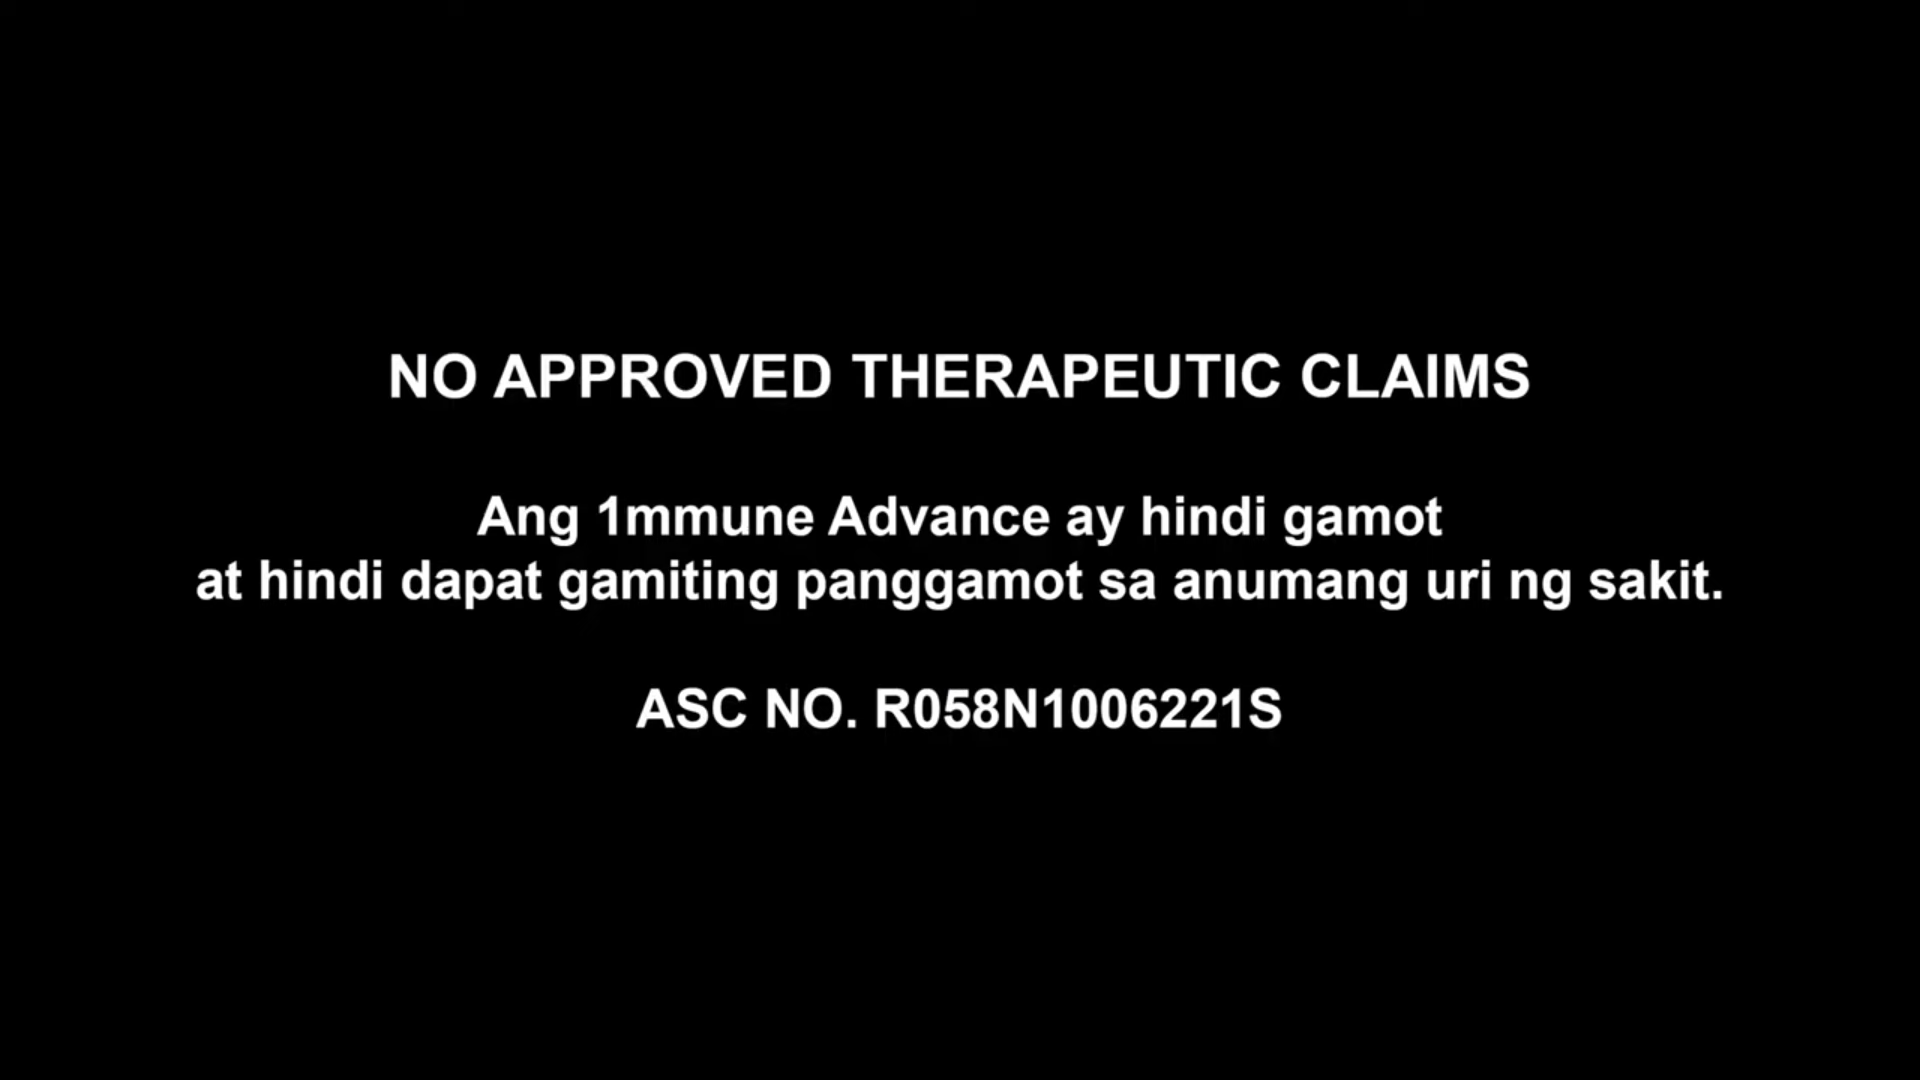 NO APPROVED THERAPEUTIC CLAIMS
Ang 1mmune Advance ay hindi gamot
at hindi dapat gamiting panggamot sa anumang uri ng sakit.
ASC NO. R058N1006221S